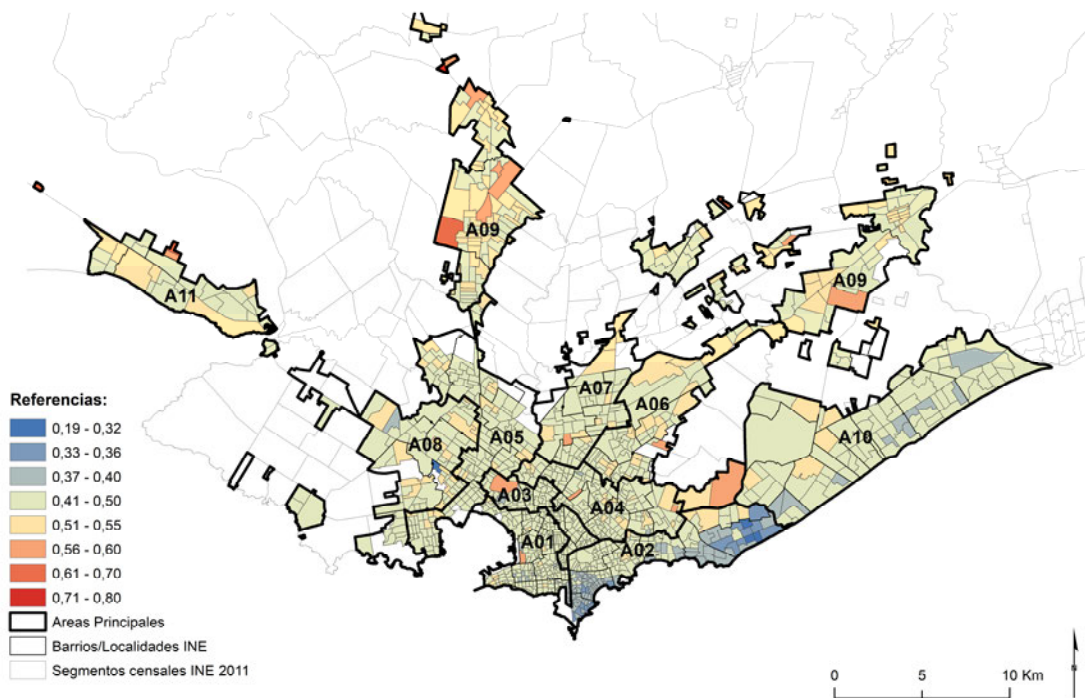 A09
A09
A11
A07
A06
A10
A08
A05
A03
A04
A01
A02
Referencias:
0,19 - 0,32
0,33 - 0,36
0,37 - 0,40
0,41 - 0,50
0,51 - 0,55
0,56 - 0,60
0,61 - 0,70
0,71 - 0,80
Areas Principales
Barrios/Localidades INE
Segmentos censales INE 2011
0 5 10 Km
N